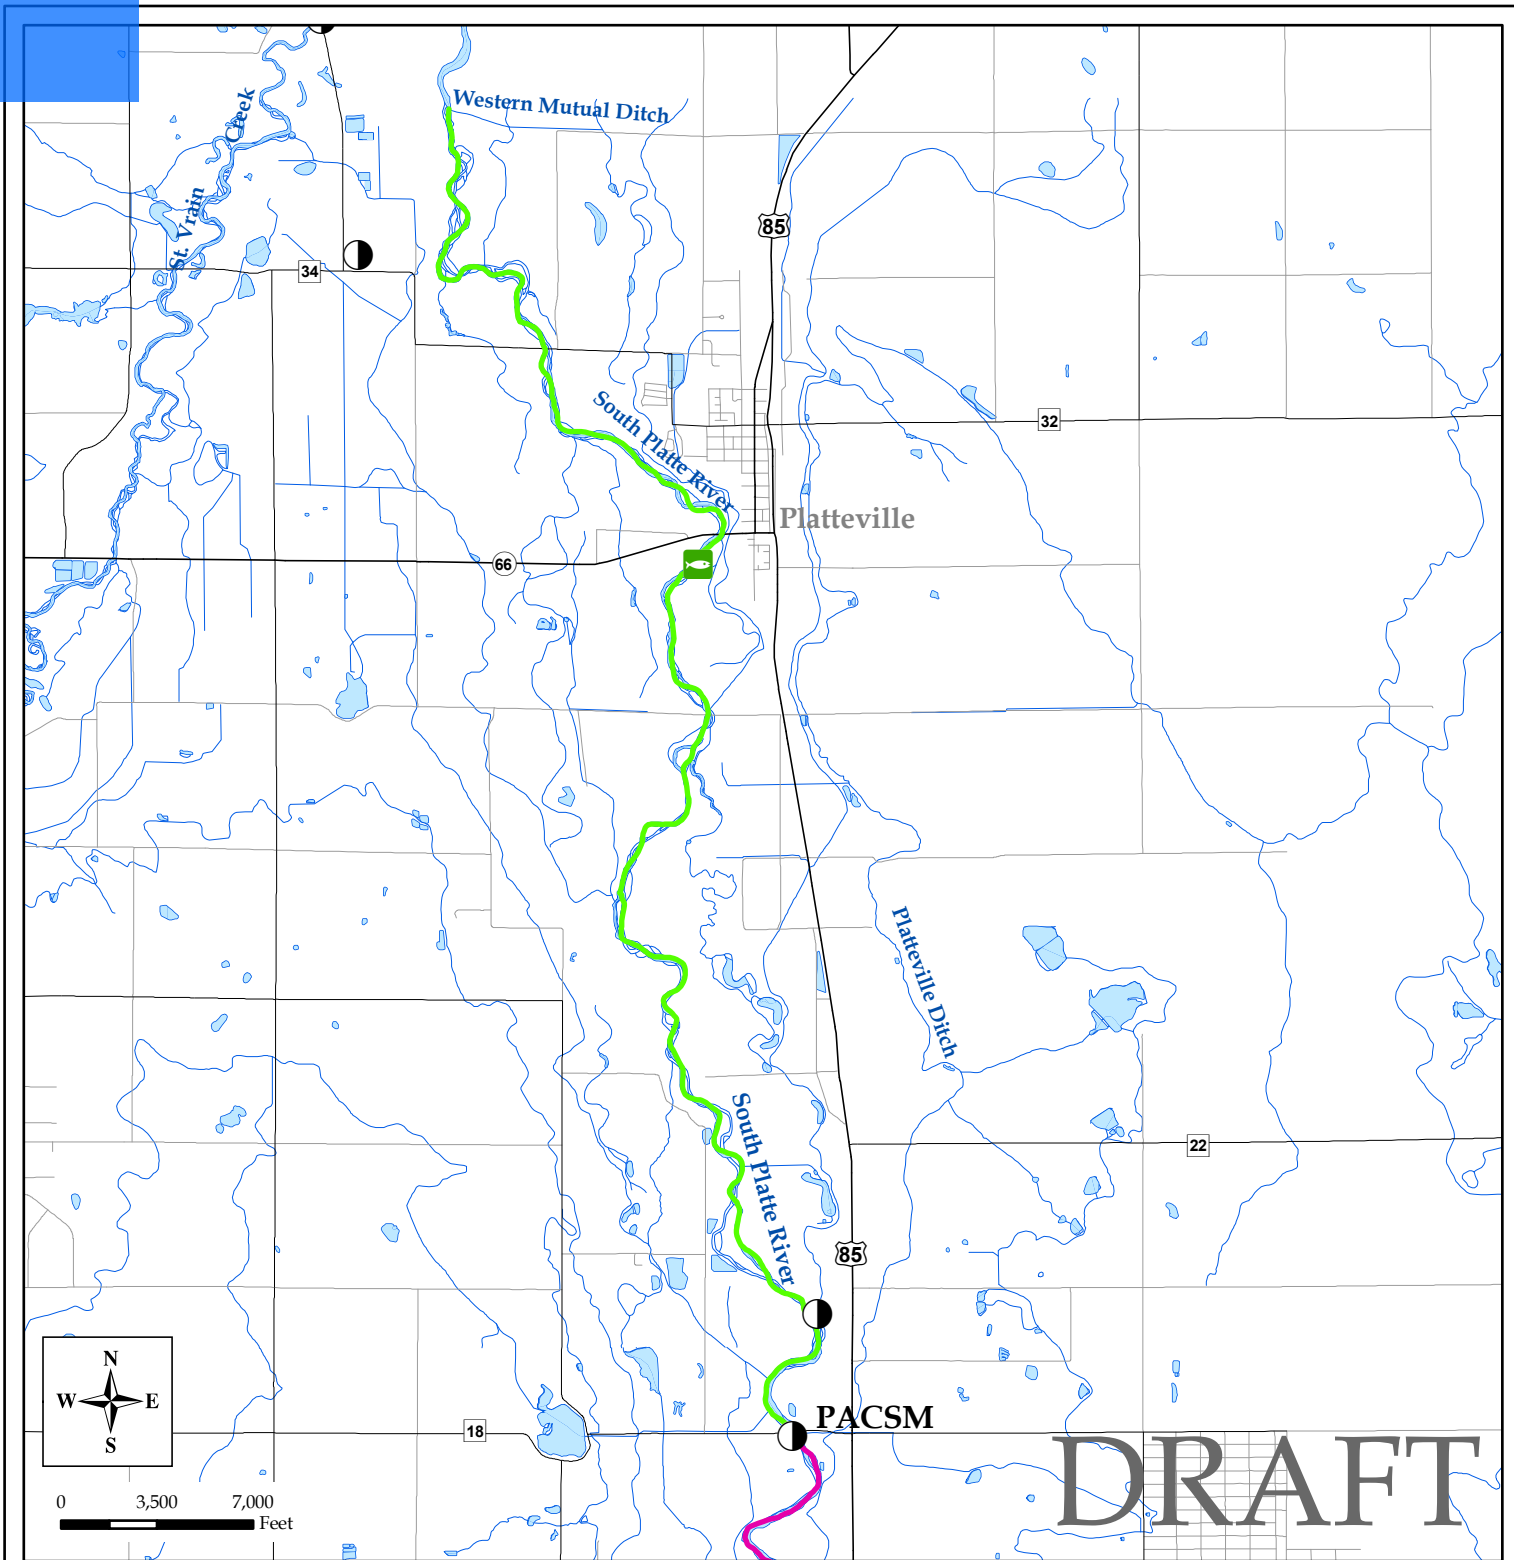 Western Mutual Ditch
St. Vrain Creek
85
34
South Platte River
32
Platteville
66
Platteville Ditch
South Platte River
22
85
PACSM
18
DRAFT
N
W E
S
0 3,500 7,000
Feet